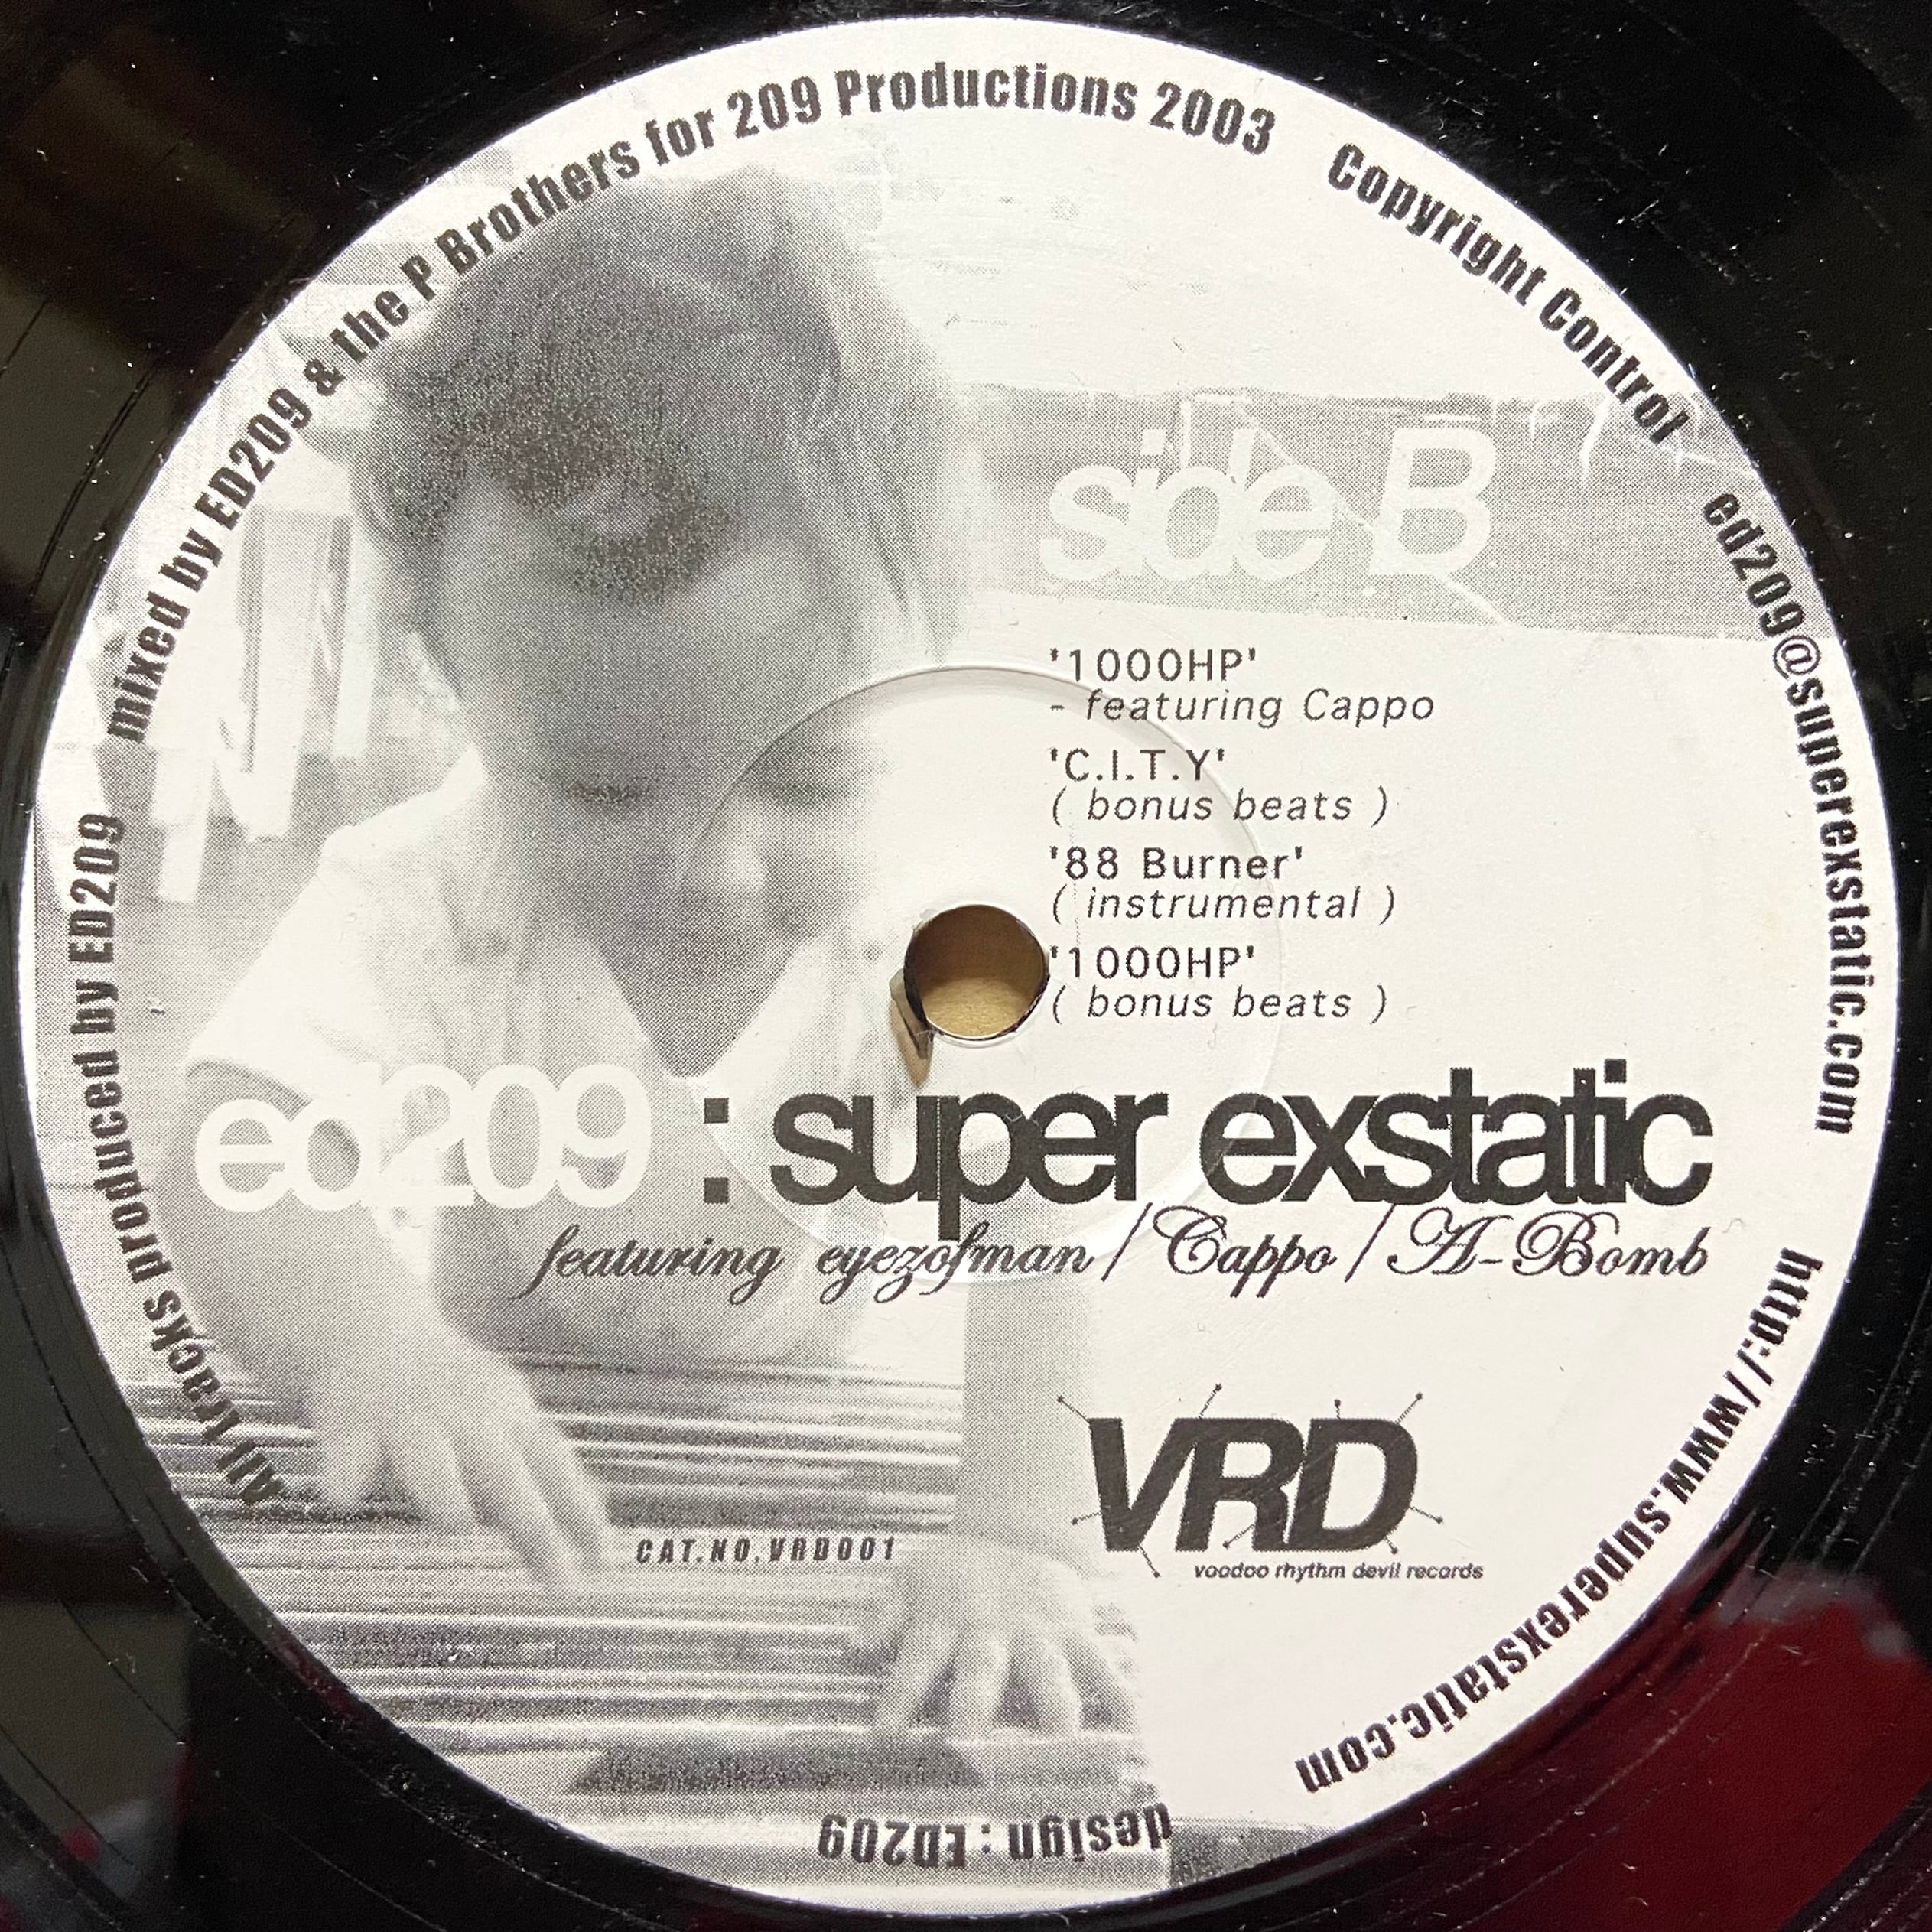 All tracks produced by ED209 mixed by ED209 & the P Brothers for 209 Productions 2003 Copyright Control ed209@superexstatic.com http://www.superexstatic.com
design : ED209
side B
'1000HP'
- featuring Cappo
'C.I.T.Y'
( bonus beats )
'88 Burner'
( instrumental )
'1000HP'
( bonus beats )
ed209 : super exstatic
featuring eyezofman / Cappo / A-Bomb
VRD
voodoo rhythm devil records
CAT.NO.VRD001